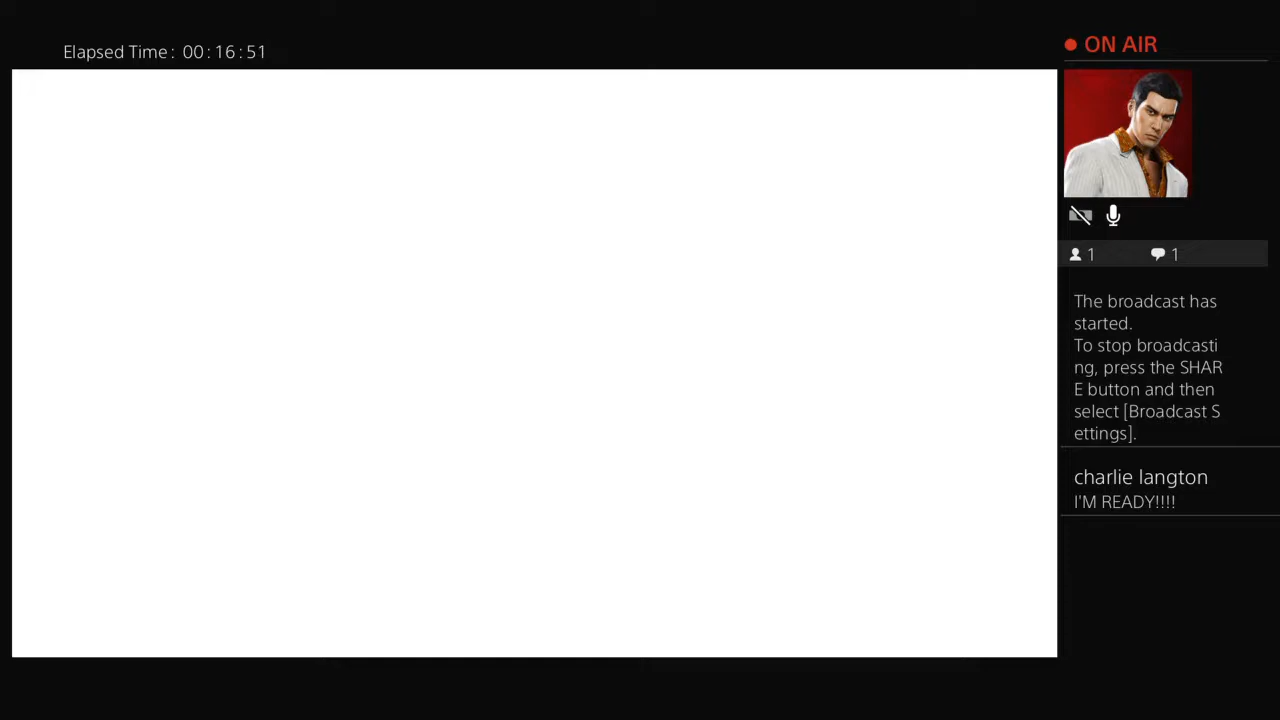 Elapsed Time: 00:16:51
ON AIR
1 1
The broadcast has
started.
To stop broadcasti
ng, press the SHAR
E button and then
select [Broadcast S
ettings].
charlie langton
I'M READY!!!!